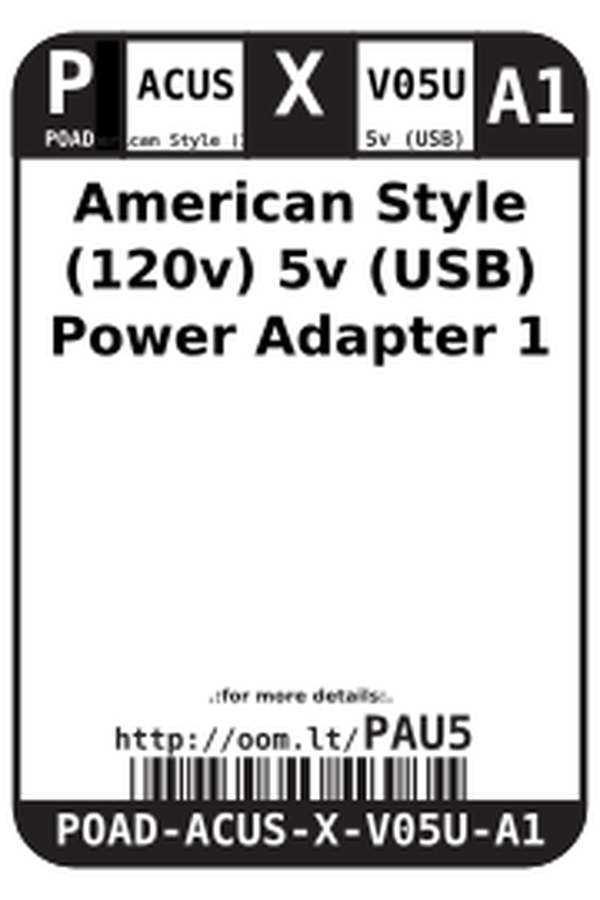 P ACUS X V05U A1
POAD can Style ( 5v (USB)
American Style
(120v) 5v (USB)
Power Adapter 1
.:for more details:.
http://oom.lt/PAU5
POAD-ACUS-X-V05U-A1